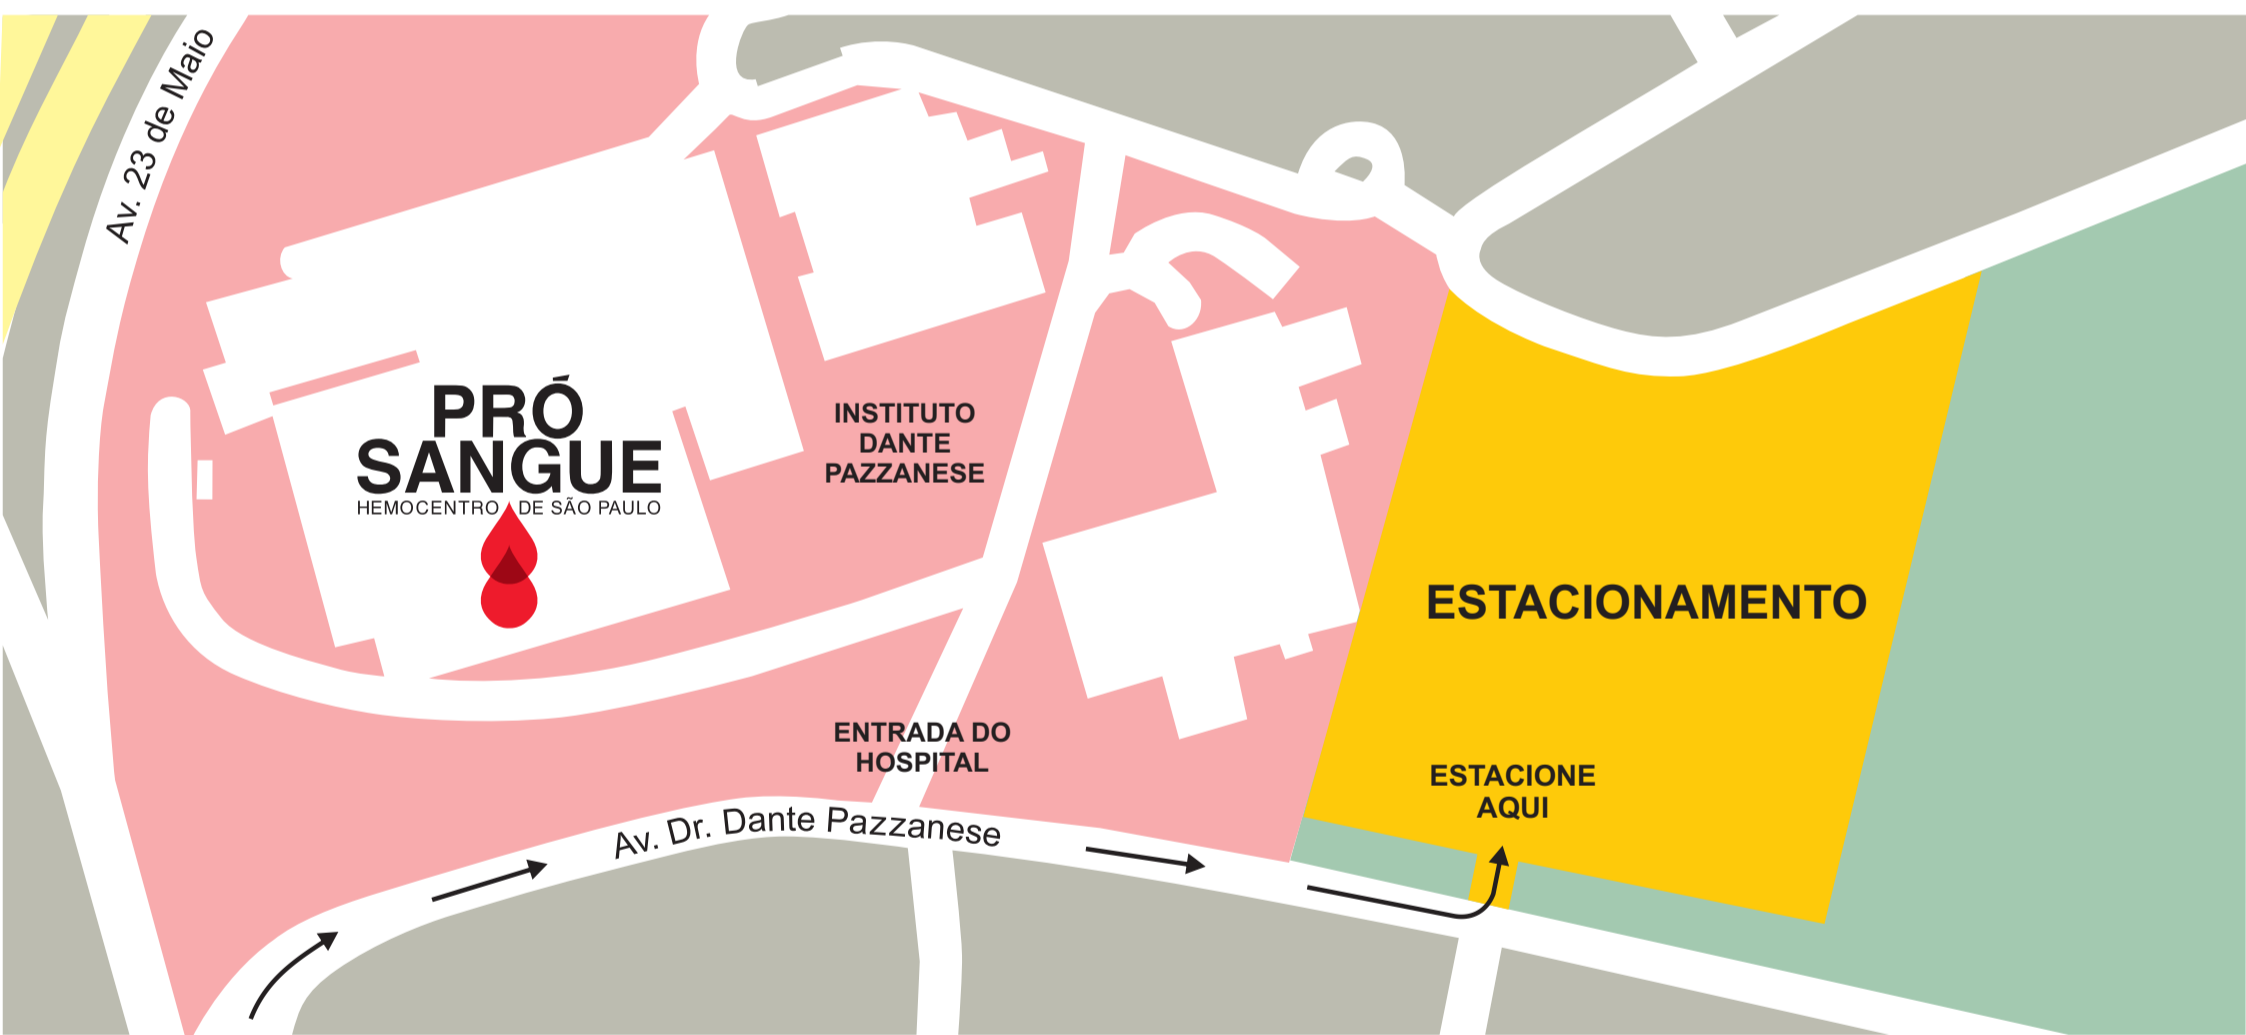 Av. 23 de Maio
PRÓ
SANGUE
HEMOCENTRO DE SÃO PAULO
INSTITUTO
DANTE
PAZZANESE
ESTACIONAMENTO
ENTRADA DO
HOSPITAL
ESTACIONE
AQUI
Av. Dr. Dante Pazzanese